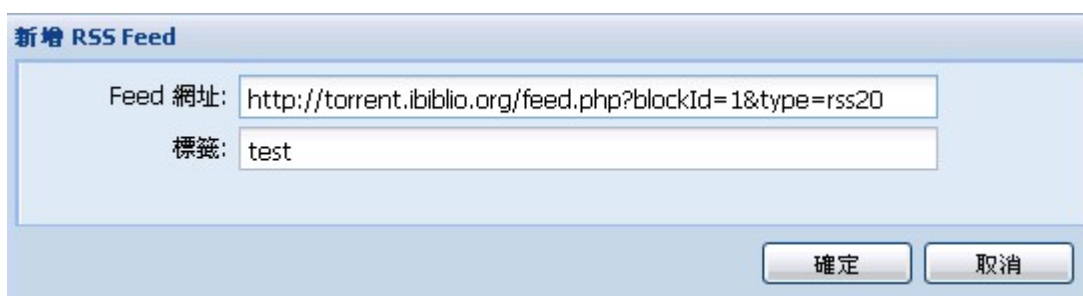 新增 RSS Feed
Feed 網址: http://torrent.ibiblio.org/feed.php?blockId=1&type=rss20
標籤: test
確定 取消